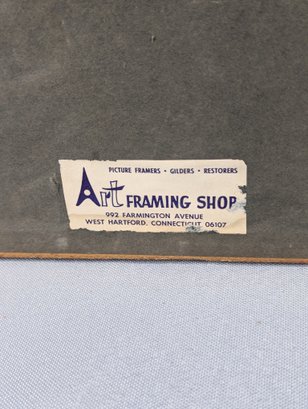 PICTURE FRAMERS • GILDERS • RESTORERS
Art FRAMING SHOP
992 FARMINGTON AVENUE
WEST HARTFORD, CONNECTICUT 06107